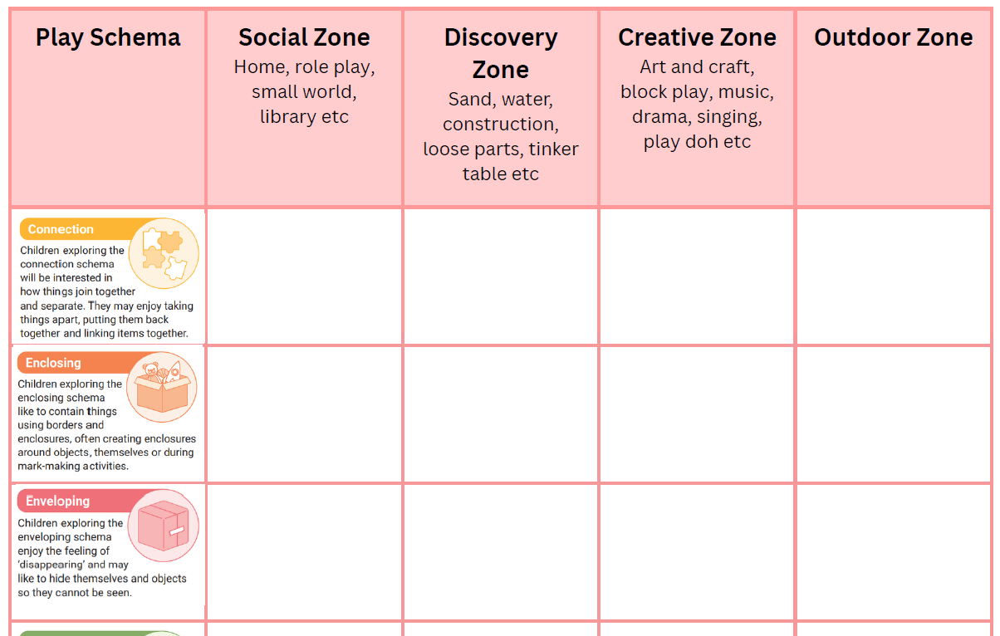 Play Schema
Social Zone
Home, role play,
small world,
library etc
Discovery
Zone
Sand, water,
construction,
loose parts, tinker
table etc
Creative Zone
Art and craft,
block play, music,
drama, singing,
play doh etc
Outdoor Zone
Connection
Children exploring the
connection schema
will be interested in
how things join together
and separate. They may enjoy taking
things apart, putting them back
together and linking items together.
Enclosing
Children exploring the
enclosing schema
like to contain things
using borders and
enclosures, often creating enclosures
around objects, themselves or during
mark-making activities.
Enveloping
Children exploring the
enveloping schema
enjoy the feeling of
‘disappearing’ and may
like to hide themselves and objects
so they cannot be seen.